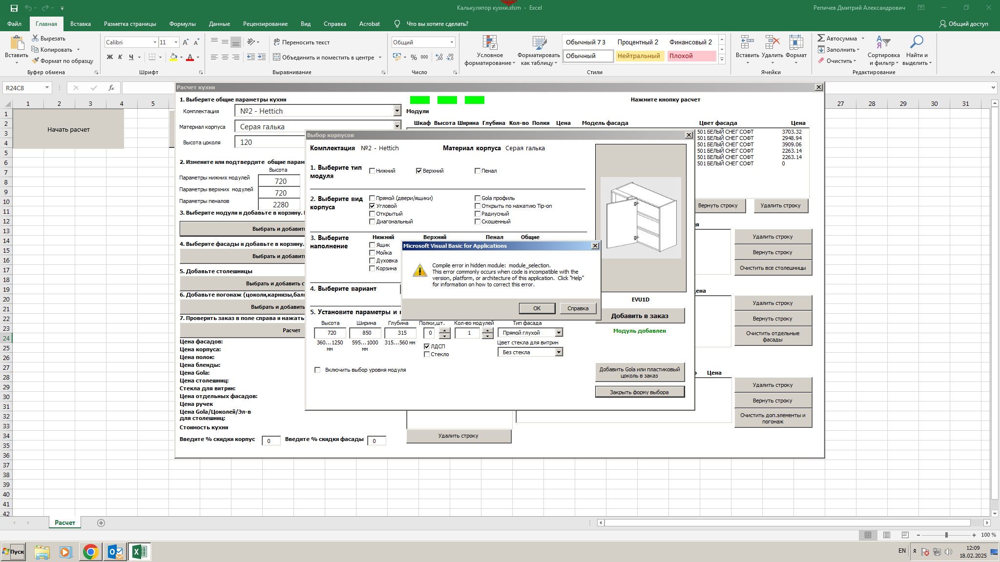 Калькулятор кухни.xlsm - Excel
Репичев Дмитрий Александрович
Файл
Главная
Вставка
Разметка страницы
Формулы
Данные
Рецензирование
Вид
Справка
Acrobat
Что вы хотите сделать?
Общий доступ
Вставить
Вырезать
Копировать
Формат по образцу
Буфер обмена
Calibri
11
Ж К Ч
Шрифт
Переносить текст
Объединить и поместить в центре
Выравнивание
Общий
% 000
Число
Условное форматирование
Форматировать как таблицу
Обычный 7 3
Процентный 2
Финансовый 2
Обычный
Нейтральный
Плохой
Стили
Вставить
Удалить
Формат
Ячейки
Автосумма
Заполнить
Очистить
Сортировка и фильтр
Найти и выделить
Редактирование
R24C8
fx
1 2 3 4 5
27 28 29 30 31
Начать расчет
Расчет кухни
1. Выберите общие параметры кухни
Комплектация
№2 - Hettich
Материал корпуса
Серая галька
Высота цоколя
120
Нажмите кнопку расчет
Модули
Шкаф Высота Ширина Глубина Кол-во Полки Цена Модель фасада Цвет фасада Цена
501 БЕЛЫЙ СНЕГ СОФТ 3703.32
501 БЕЛЫЙ СНЕГ СОФТ 2948.94
501 БЕЛЫЙ СНЕГ СОФТ 3909.06
501 БЕЛЫЙ СНЕГ СОФТ 2263.14
501 БЕЛЫЙ СНЕГ СОФТ 2263.14
501 БЕЛЫЙ СНЕГ СОФТ 0
2. Измените или подтвердите общие парам
Высота
Параметры нижних модулей
720
Параметры верхних модулей
720
Параметры пеналов
2280
3. Выберите модули и добавьте в корзину.
Выбрать и добавить
4. Выберите фасады и добавьте в корзину.
Выбрать и добавить
5. Добавьте столешницы
Выбрать и добавить с
6. Добавьте погонаж (цоколи,карнизы,бал
Выбрать и добавить
7. Проверить заказ в поле справа и нажать
Расчет
Цена фасадов:
Цена корпуса:
Цена полок:
Цена бленды:
Цена Gola:
Цена столешниц:
Стекла для витрин:
Цена отдельных фасадов:
Цена ручек
Цена Gola/Цоколей/Эл-в
для столешниц:
Стоимость кухни
Введите % скидки корпус
0
Введите % скидки фасады
0
Удалить строку
Вернуть строку
Удалить строку
я
Удалить строку
Вернуть строку
Очистить все столешницы
ена
Удалить строку
Вернуть строку
Очистить отдельные
фасады
о
Цена
Удалить строку
Вернуть строку
Очистить доп.элементы и
погонаж
Выбор корпусов
Комплектация №2 - Hettich
Материал корпуса Серая галька
1. Выберите тип
модуля
Нижний
Верхний
Пенал
2. Выберите вид
корпуса
Прямой (двери/ящики)
Угловой
Открытый
Диагональный
Gola профиль
Открыть по нажатию Tip-on
Радиусный
Скошенный
3. Выберите
наполнение
Нижний Верхний Пенал Общие
Ящик
Мойка
Духовка
Корзина
4. Выберите вариант
5. Установите параметры и
Высота Ширина Глубина Полки,шт. Кол-во модулей Тип фасада
720 850 315 0 1 Прямой глухой
360...1250
мм
595...1000
мм
315...560 мм
ЛДСП
Стекло
Цвет стекла для витрин
Без стекла
Включить выбор уровня модуля
EVU1D
Добавить в заказ
Модуль добавлен
Добавить Gola или пластиковый
цоколь в заказ
Закрыть форму выбора
Microsoft Visual Basic for Applications
Compile error in hidden module: module_selection.
This error commonly occurs when code is incompatible with the
version, platform, or architecture of this application. Click "Help"
for information on how to correct this error.
OK
Справка
1
2
3
4
5
6
7
8
9
10
11
12
13
14
15
16
17
18
19
20
21
22
23
24
25
26
27
28
29
30
31
32
33
34
35
36
37
38
39
40
41
42
Расчет
100 %
Пуск
EN
12:09
18.02.2025